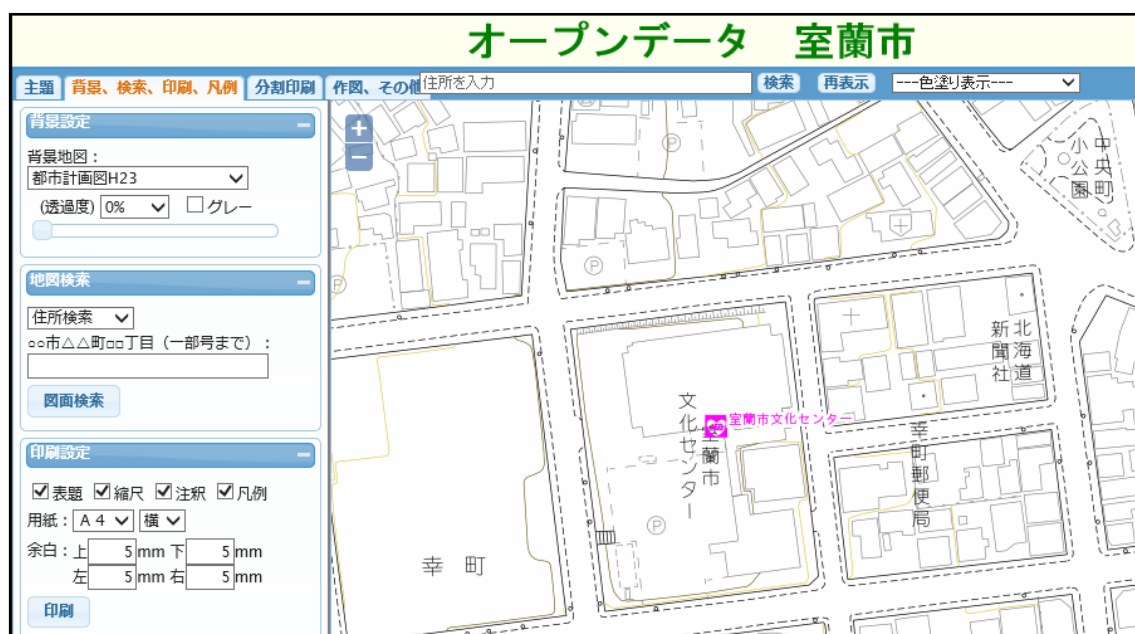 オープンデータ　室蘭市
主題 背景、検索、印刷、凡例 分割印刷 作図、その他 住所を入力 検索 再表示 ---色塗り表示---
背景設定
背景地図：
都市計画図H23
(透過度) 0% グレー
地図検索
住所検索
○○市△△町□□丁目（一部号まで）：
図面検索
印刷設定
表題 縮尺 注釈 凡例
用紙： A４ 横
余白：上 5 mm 下 5 mm
左 5 mm 右 5 mm
印刷
+
−
中央町
小公園
P
P
P
北海道
新聞社
室蘭市文化センター
室蘭市
文化センター
幸町郵便局
P
幸町